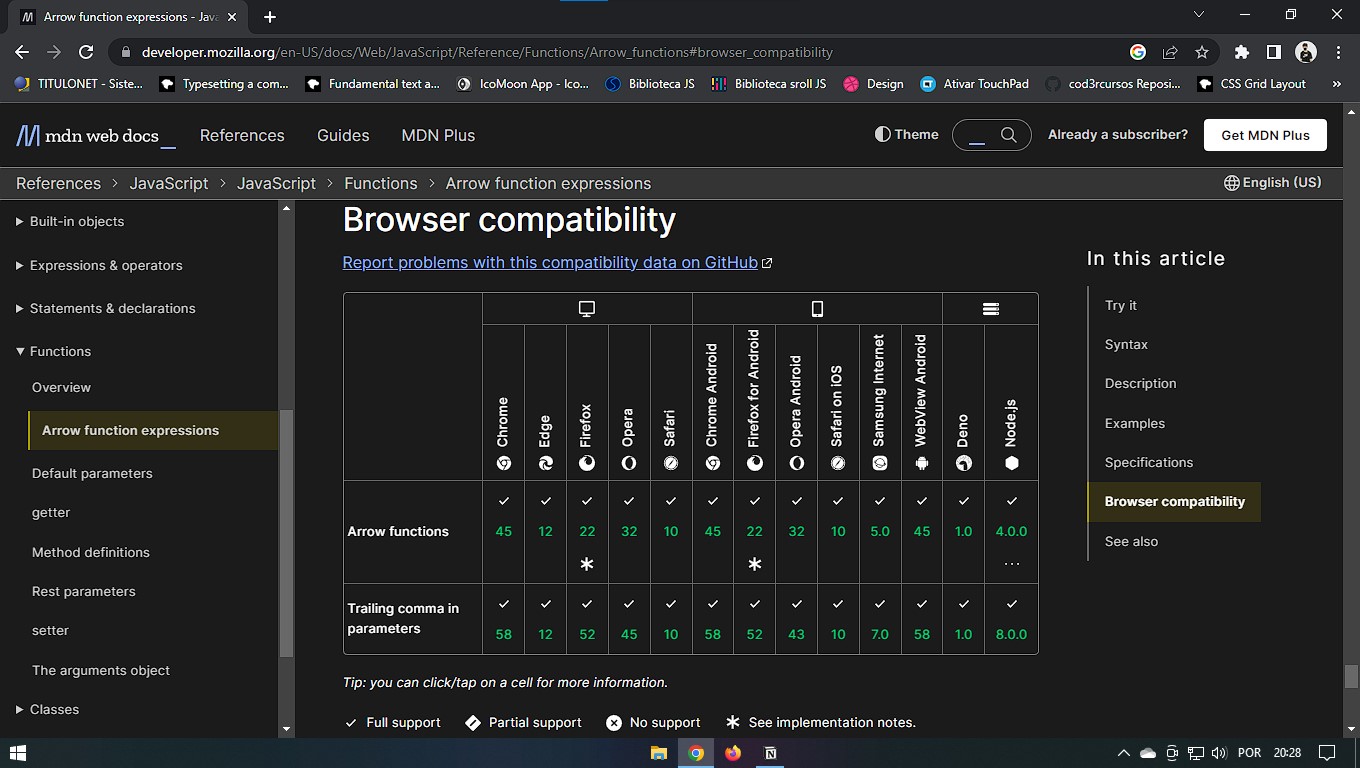 Arrow function expressions - Java
developer.mozilla.org/en-US/docs/Web/JavaScript/Reference/Functions/Arrow_functions#browser_compatibility
TITULONET - Siste... Typesetting a com... Fundamental text a... IcoMoon App - Ico... Biblioteca JS Biblioteca sroll JS Design Ativar TouchPad cod3rcursos Reposi... CSS Grid Layout »
mdn web docs_ References Guides MDN Plus Theme Already a subscriber? Get MDN Plus
References > JavaScript > JavaScript > Functions > Arrow function expressions English (US)
Built-in objects
Expressions & operators
Statements & declarations
Functions
Overview
Arrow function expressions
Default parameters
getter
Method definitions
Rest parameters
setter
The arguments object
Classes
Browser compatibility
Report problems with this compatibility data on GitHub
Chrome Edge Firefox Opera Safari Chrome Android Firefox for Android Opera Android Safari on iOS Samsung Internet WebView Android Deno Node.js
✓ ✓ ✓ ✓ ✓ ✓ ✓ ✓ ✓ ✓ ✓ ✓ ✓
Arrow functions 45 12 22 32 10 45 22 32 10 5.0 45 1.0 4.0.0
* * ...
✓ ✓ ✓ ✓ ✓ ✓ ✓ ✓ ✓ ✓ ✓ ✓ ✓
Trailing comma in
parameters 58 12 52 45 10 58 52 43 10 7.0 58 1.0 8.0.0
Tip: you can click/tap on a cell for more information.
✓ Full support Partial support No support * See implementation notes.
In this article
Try it
Syntax
Description
Examples
Specifications
Browser compatibility
See also
POR 20:28